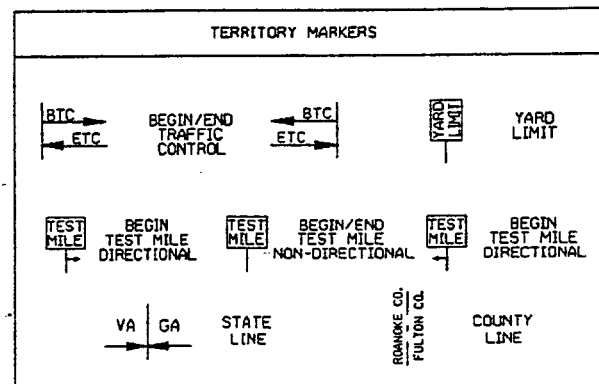 TERRITORY MARKERS
BTC
ETC
BEGIN/END
TRAFFIC
CONTROL
BTC
ETC
YARD
LIMIT
YARD
LIMIT
TEST
MILE
BEGIN
TEST MILE
DIRECTIONAL
TEST
MILE
BEGIN/END
TEST MILE
NON-DIRECTIONAL
TEST
MILE
BEGIN
TEST MILE
DIRECTIONAL
VA GA
STATE
LINE
ROANOKE CO.
FULTON CO.
COUNTY
LINE